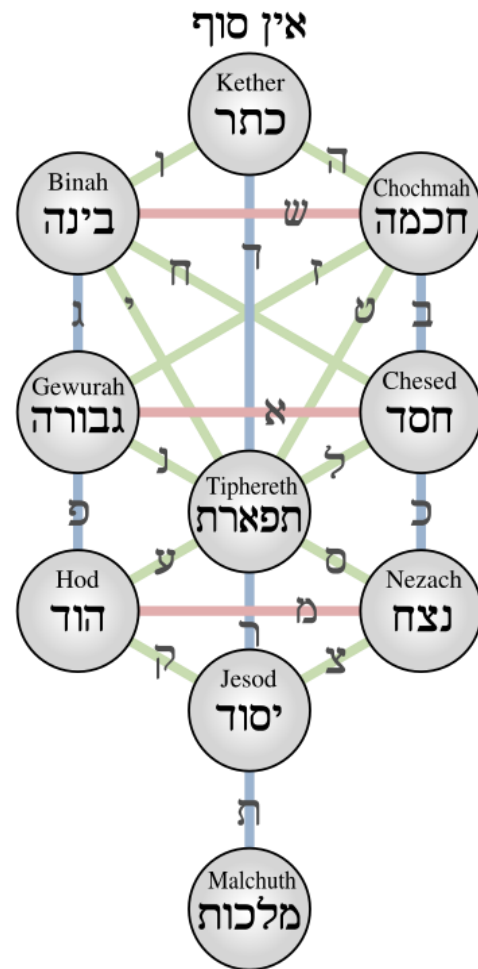 אין סוף
Kether
כתר
ו
ה
Binah
בינה
Chochmah
חכמה
ש
ד
ח
ז
י
ט
ג
ב
Gewurah
גבורה
Chesed
חסד
א
נ
ל
Tiphereth
תפארת
פ
כ
ע
ס
Hod
הוד
Nezach
נצח
מ
ר
ק
צ
Jesod
יסוד
ת
Malchuth
מלכות